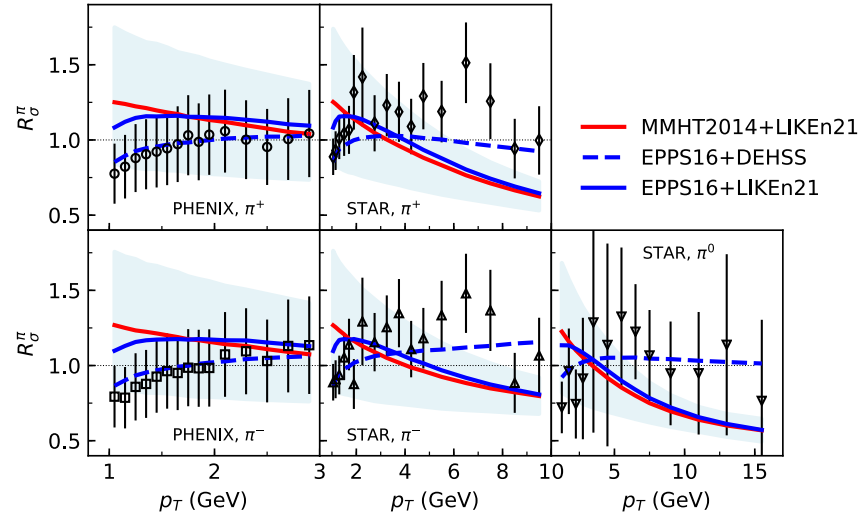 1.5
1.0
0.5
R_σ^π
PHENIX, π⁺
STAR, π⁺
MMHT2014+LIKEn21
EPPS16+DEHSS
EPPS16+LIKEn21
1.5
1.0
0.5
R_σ^π
PHENIX, π⁻
STAR, π⁻
STAR, π⁰
1 2 3 2 4 6 8 10 5 10 15
p_T (GeV) p_T (GeV) p_T (GeV)